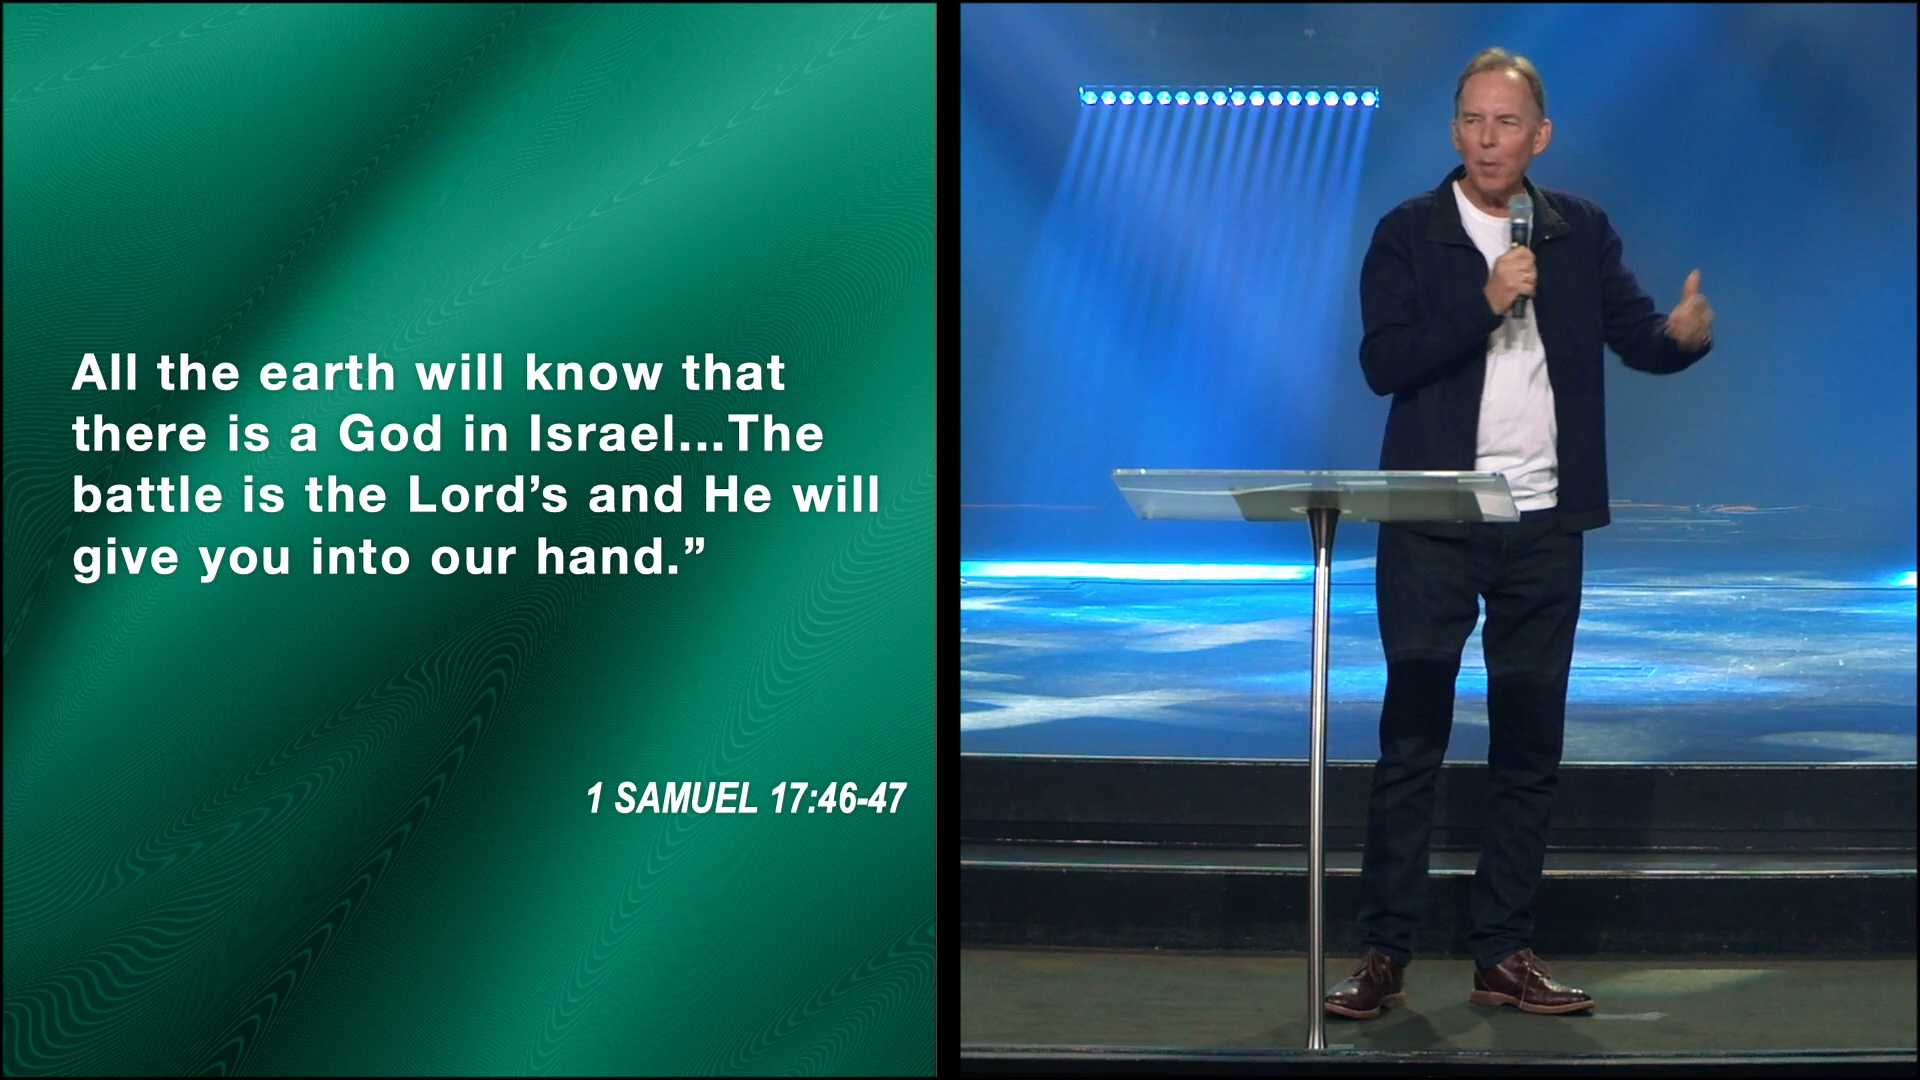 All the earth will know that
there is a God in Israel...The
battle is the Lord’s and He will
give you into our hand.”
1 SAMUEL 17:46-47